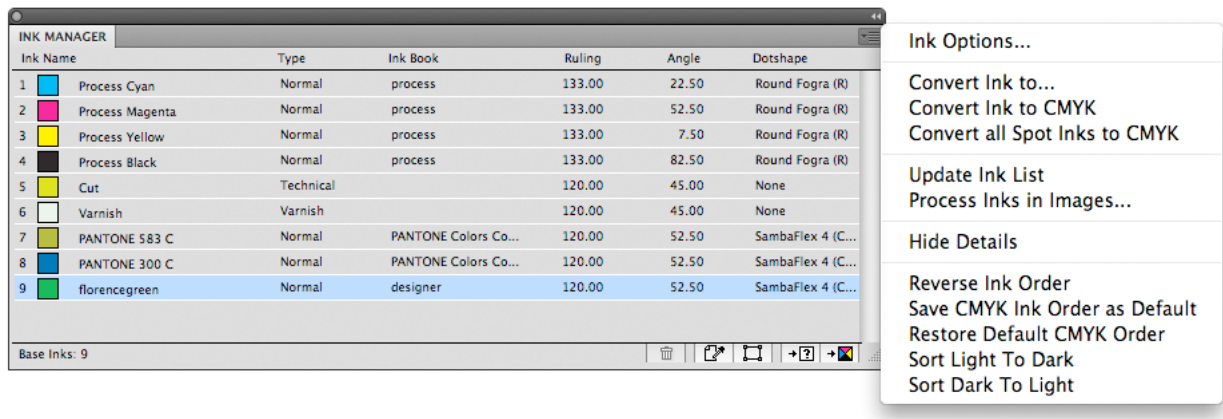 INK MANAGER
Ink Name Type Ink Book Ruling Angle Dotshape
1 Process Cyan Normal process 133.00 22.50 Round Fogra (R)
2 Process Magenta Normal process 133.00 52.50 Round Fogra (R)
3 Process Yellow Normal process 133.00 7.50 Round Fogra (R)
4 Process Black Normal process 133.00 82.50 Round Fogra (R)
5 Cut Technical 120.00 45.00 None
6 Varnish Varnish 120.00 45.00 None
7 PANTONE 583 C Normal PANTONE Colors Co... 120.00 52.50 SambaFlex 4 (C...
8 PANTONE 300 C Normal PANTONE Colors Co... 120.00 52.50 SambaFlex 4 (C...
9 florencegreen Normal designer 120.00 52.50 SambaFlex 4 (C...
Base Inks: 9
Ink Options...
Convert Ink to...
Convert Ink to CMYK
Convert all Spot Inks to CMYK
Update Ink List
Process Inks in Images...
Hide Details
Reverse Ink Order
Save CMYK Ink Order as Default
Restore Default CMYK Order
Sort Light To Dark
Sort Dark To Light